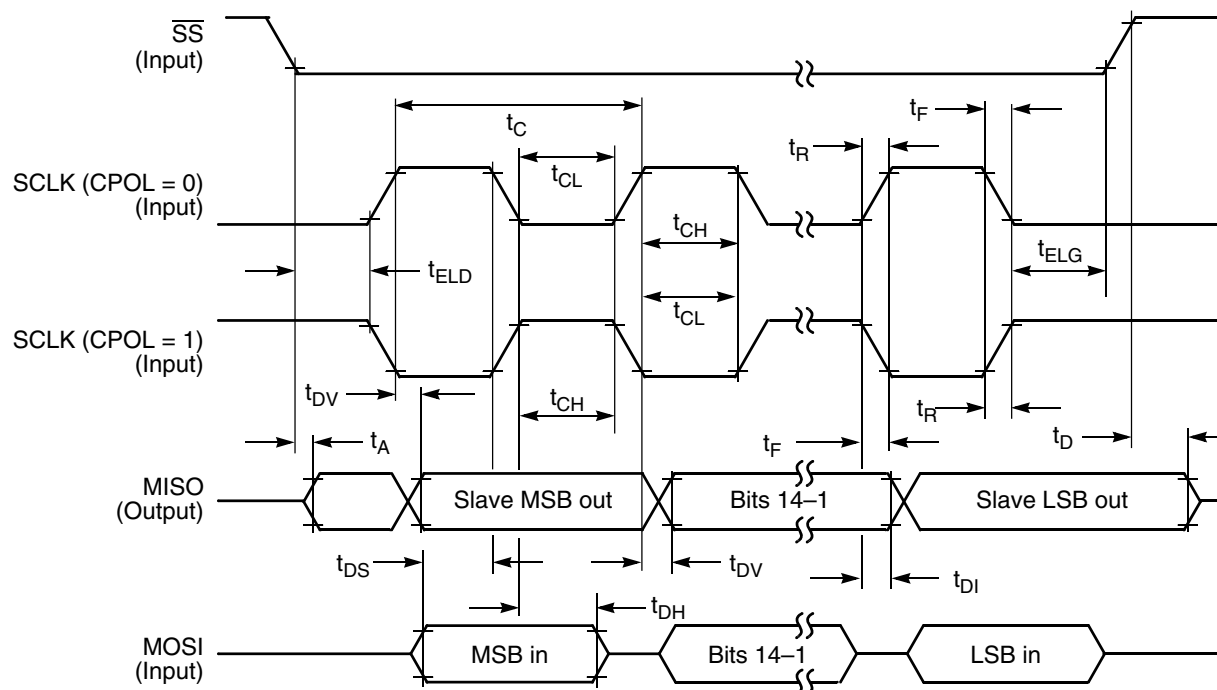 SS
(Input)
tF
tC
tR
SCLK (CPOL = 0)
(Input)
tCL
tCH
tELD
tELG
tCL
SCLK (CPOL = 1)
(Input)
tDV
tCH
tR
tA
tF
tD
MISO
(Output)
Slave MSB out
Bits 14–1
Slave LSB out
tDS
tDV
tDI
tDH
MOSI
(Input)
MSB in
Bits 14–1
LSB in